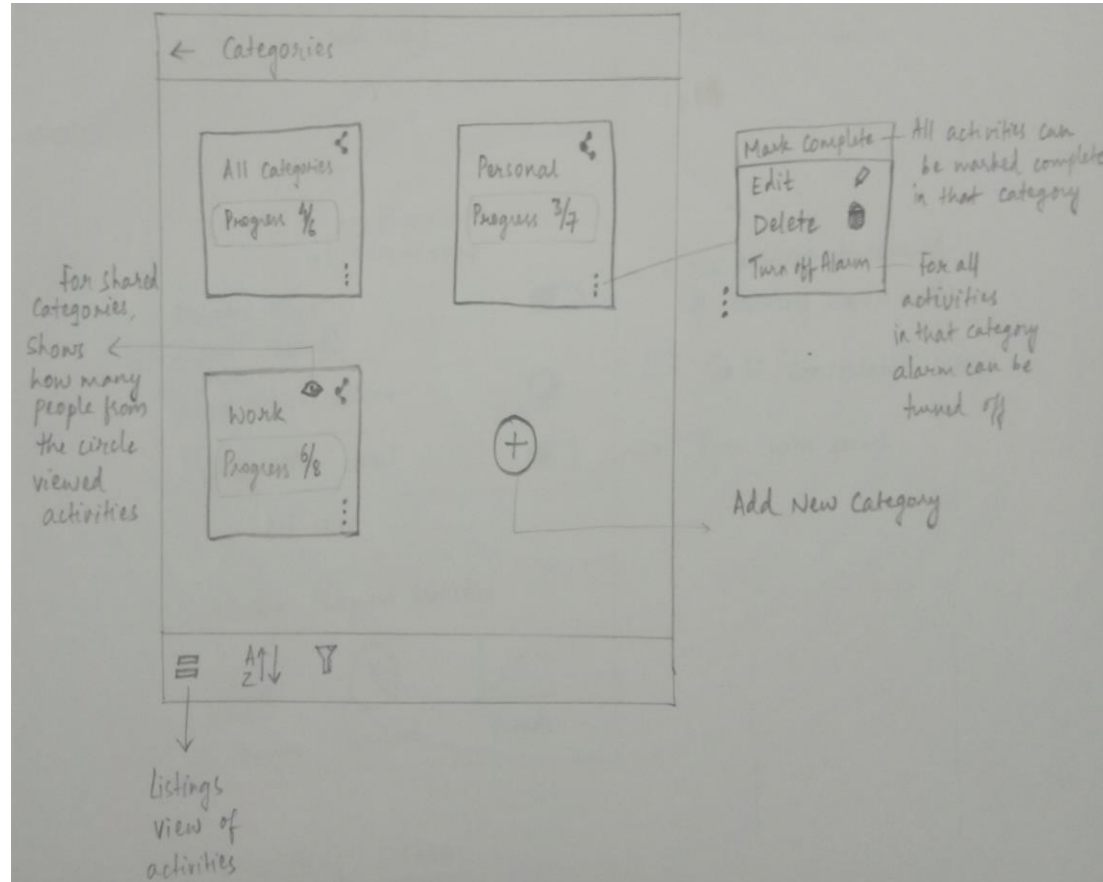 ← Categories
All Categories
Progress 4/6
Personal
Progress 3/7
Mark Complete
Edit
Delete
Turn off Alarm
All activities can
be marked complete
in that category
For all
activities
in that category
alarm can be
turned off
For shared
Categories,
Shows
how many
people from
the circle
viewed
activities
Work
Progress 6/8
+
Add New Category
A
Z
Listings
view of
activities